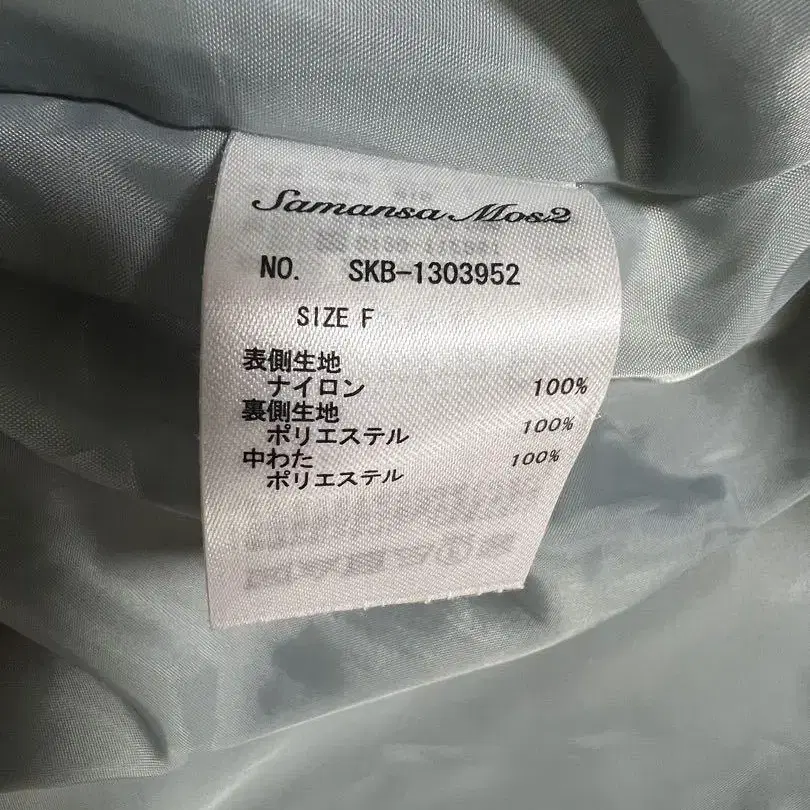 Samansa Mos2
NO. SKB-1303952
SIZE F
表側生地
ナイロン 100%
裏側生地
ポリエステル 100%
中わた
ポリエステル 100%